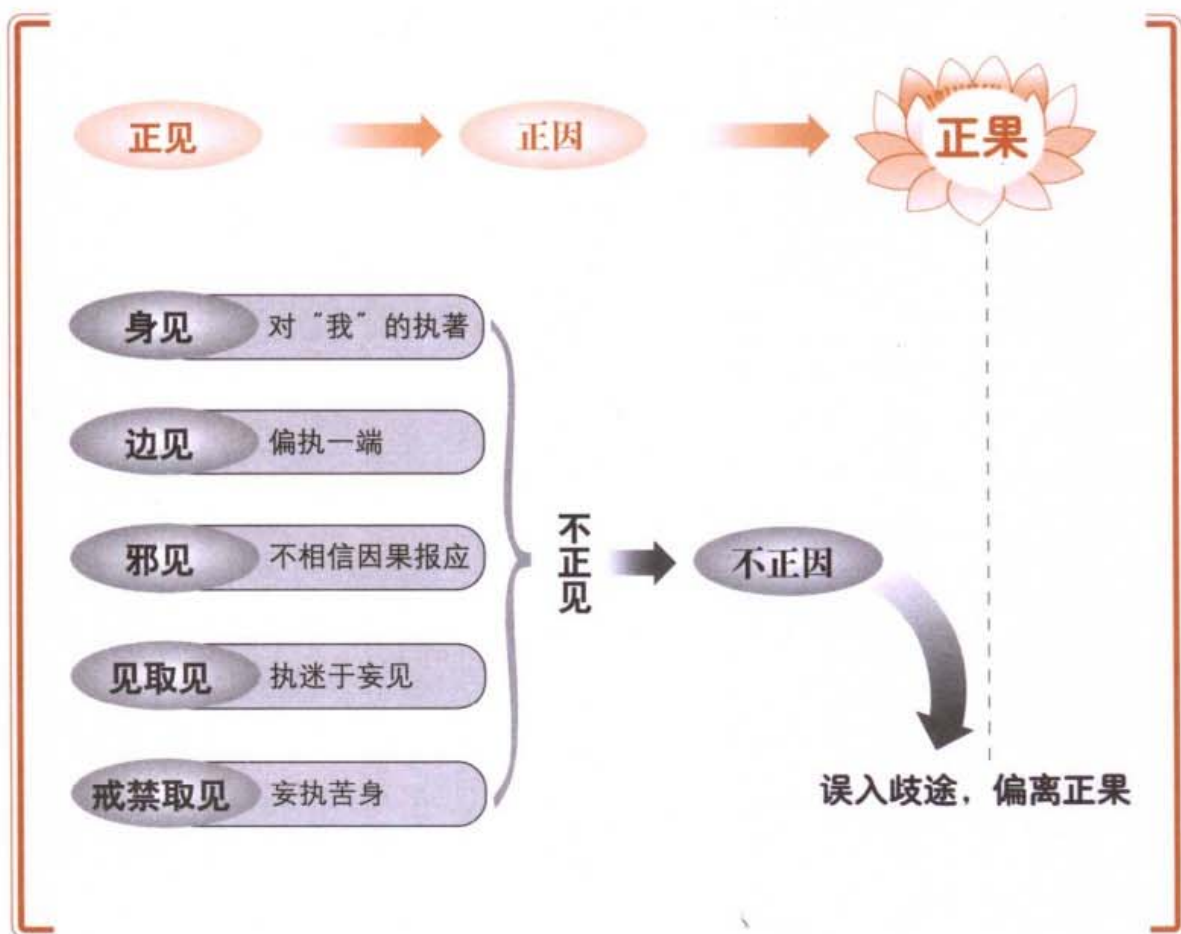 正见
正因
正果
身见 对“我”的执著
边见 偏执一端
邪见 不相信因果报应
见取见 执迷于妄见
戒禁取见 妄执苦身
不正见
不正因
误入歧途，偏离正果